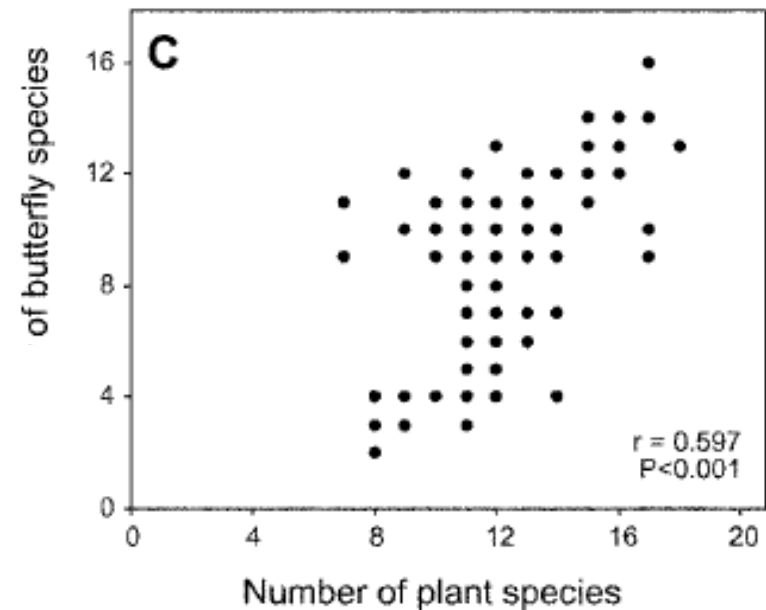 C
of butterfly species
16
12
8
4
0
r = 0.597
P<0.001
0 4 8 12 16 20
Number of plant species